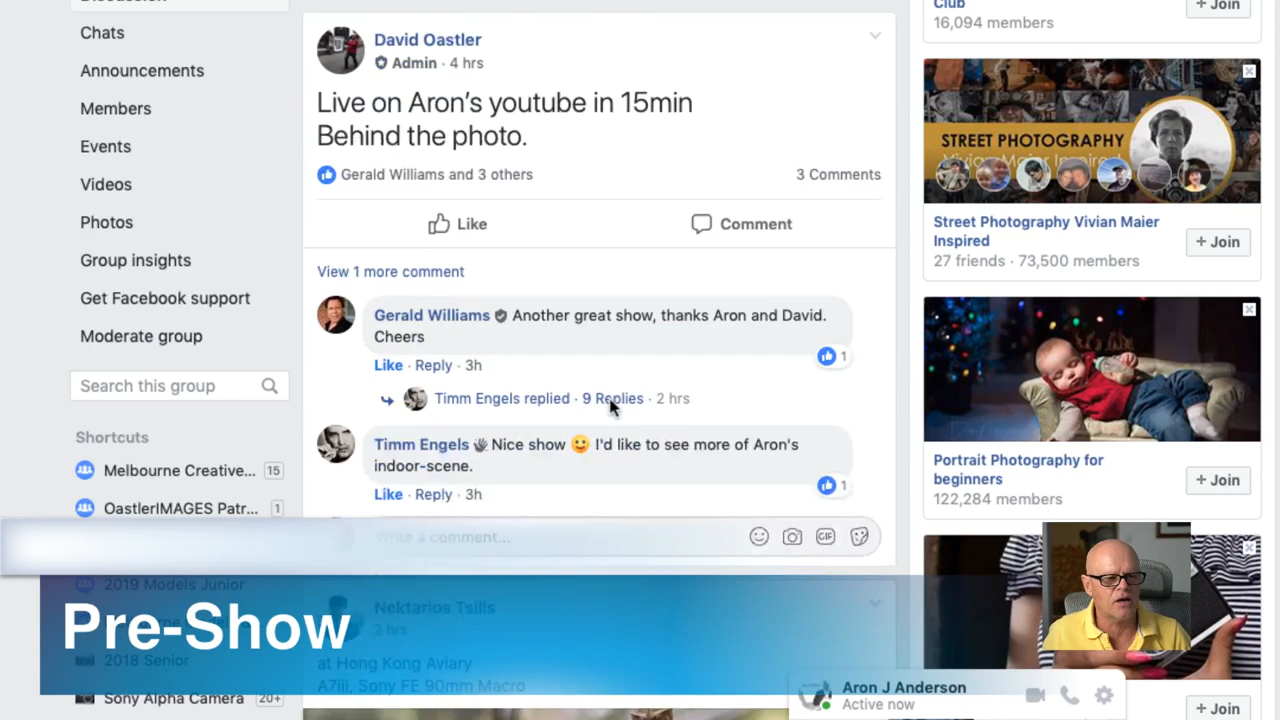 Discussion
Chats
Announcements
Members
Events
Videos
Photos
Group insights
Get Facebook support
Moderate group
Search this group
Shortcuts
Melbourne Creative... 15
OastlerIMAGES Patr... 1
2019 Models Junior
2018 Senior
Sony Alpha Camera 20+
David Oastler
Admin · 4 hrs
Live on Aron's youtube in 15min
Behind the photo.
Gerald Williams and 3 others
3 Comments
Like
Comment
View 1 more comment
Gerald Williams Another great show, thanks Aron and David.
Cheers
1
Like · Reply · 3h
Timm Engels replied · 9 Replies · 2 hrs
Timm Engels 👋 Nice show 😀 I'd like to see more of Aron's
indoor-scene.
1
Like · Reply · 3h
Write a comment...
GIF
Pre-Show
Nektarios Tsilis
2 hrs
at Hong Kong Aviary
A7iii, Sony FE 90mm Macro
Club
16,094 members
+ Join
STREET PHOTOGRAPHY
Vivian Maier Inspired
Street Photography Vivian Maier
Inspired
27 friends · 73,500 members
+ Join
Portrait Photography for
beginners
122,284 members
+ Join
Aron J Anderson
Active now
+ Join